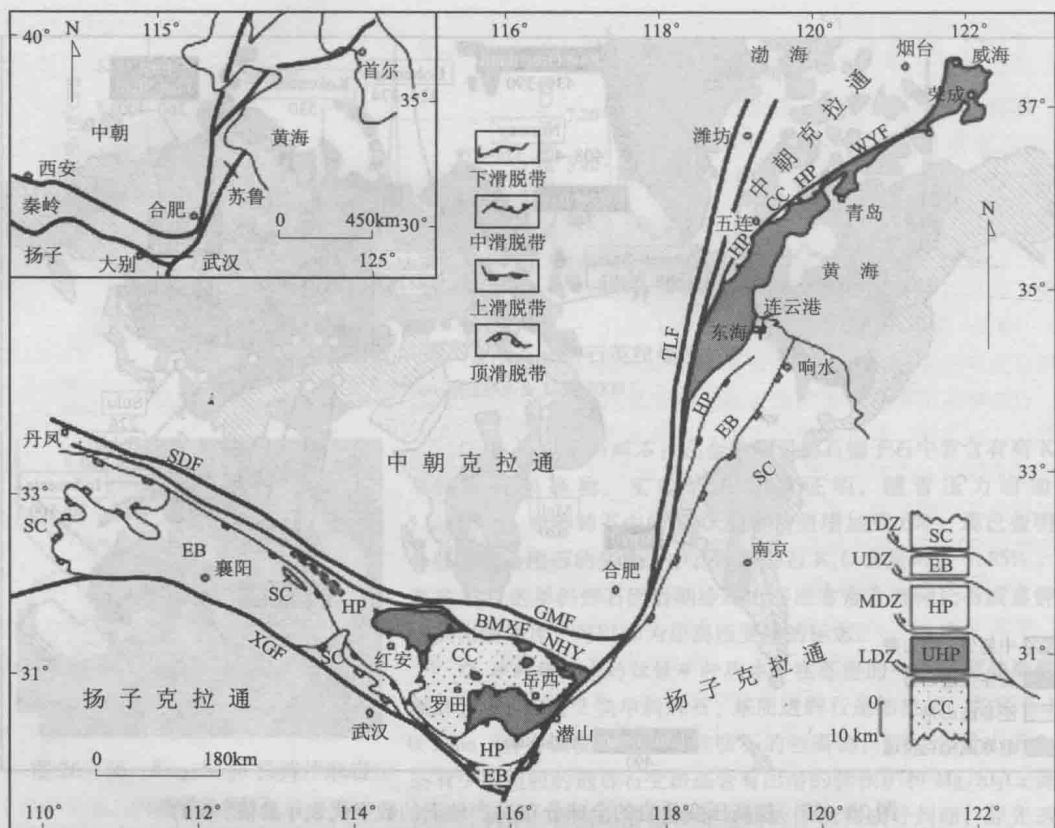 40°
N
115°
首尔
35°
中朝
黄海
西安
苏鲁
合肥
0 450km
秦岭
30°
扬子
大别
武汉
125°
下滑脱带
中滑脱带
上滑脱带
顶滑脱带
116°
118°
120°
122°
渤 海
烟台
威海
荣成
37°
潍坊
中朝克拉通
WYF
HP
CC
青岛
五连
HP
N
黄 海
35°
连云港
东海
TLF
响水
HP
EB
SC
丹凤
SDF
中朝克拉通
33°
33°
SC
EB
襄阳
SC
HP
南京
合肥
TDZ
SC
UDZ
EB
MDZ
HP
LDZ
UHP
31°
0
CC
10 km
GMF
BMXF
NHY
XGF
SC
红安
CC
岳西
31°
罗田
扬子克拉通
扬子克拉通
武汉
潜山
HP
0 180km
EB
110°
112°
114°
116°
118°
120°
122°